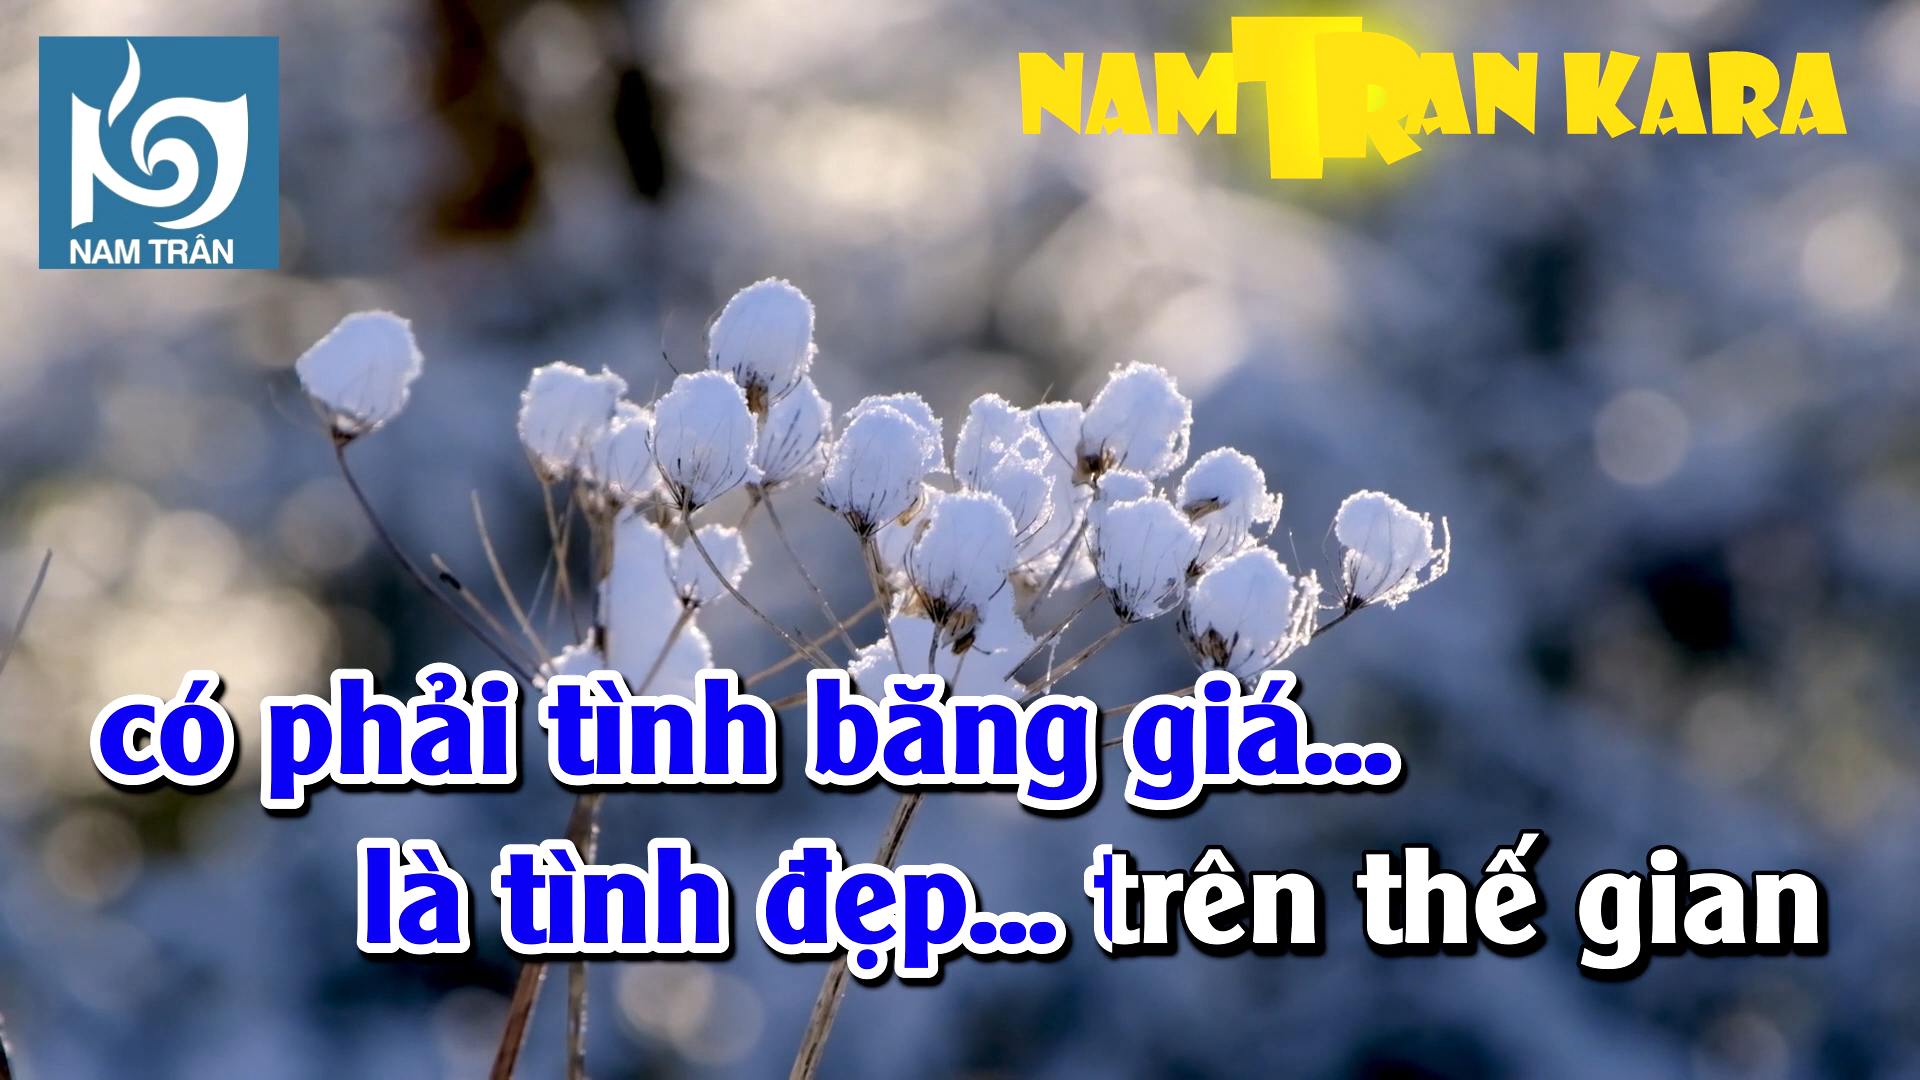 NAM TRÂN
NAM TRAN KARA
có phải tình băng giá...
là tình đẹp... trên thế gian